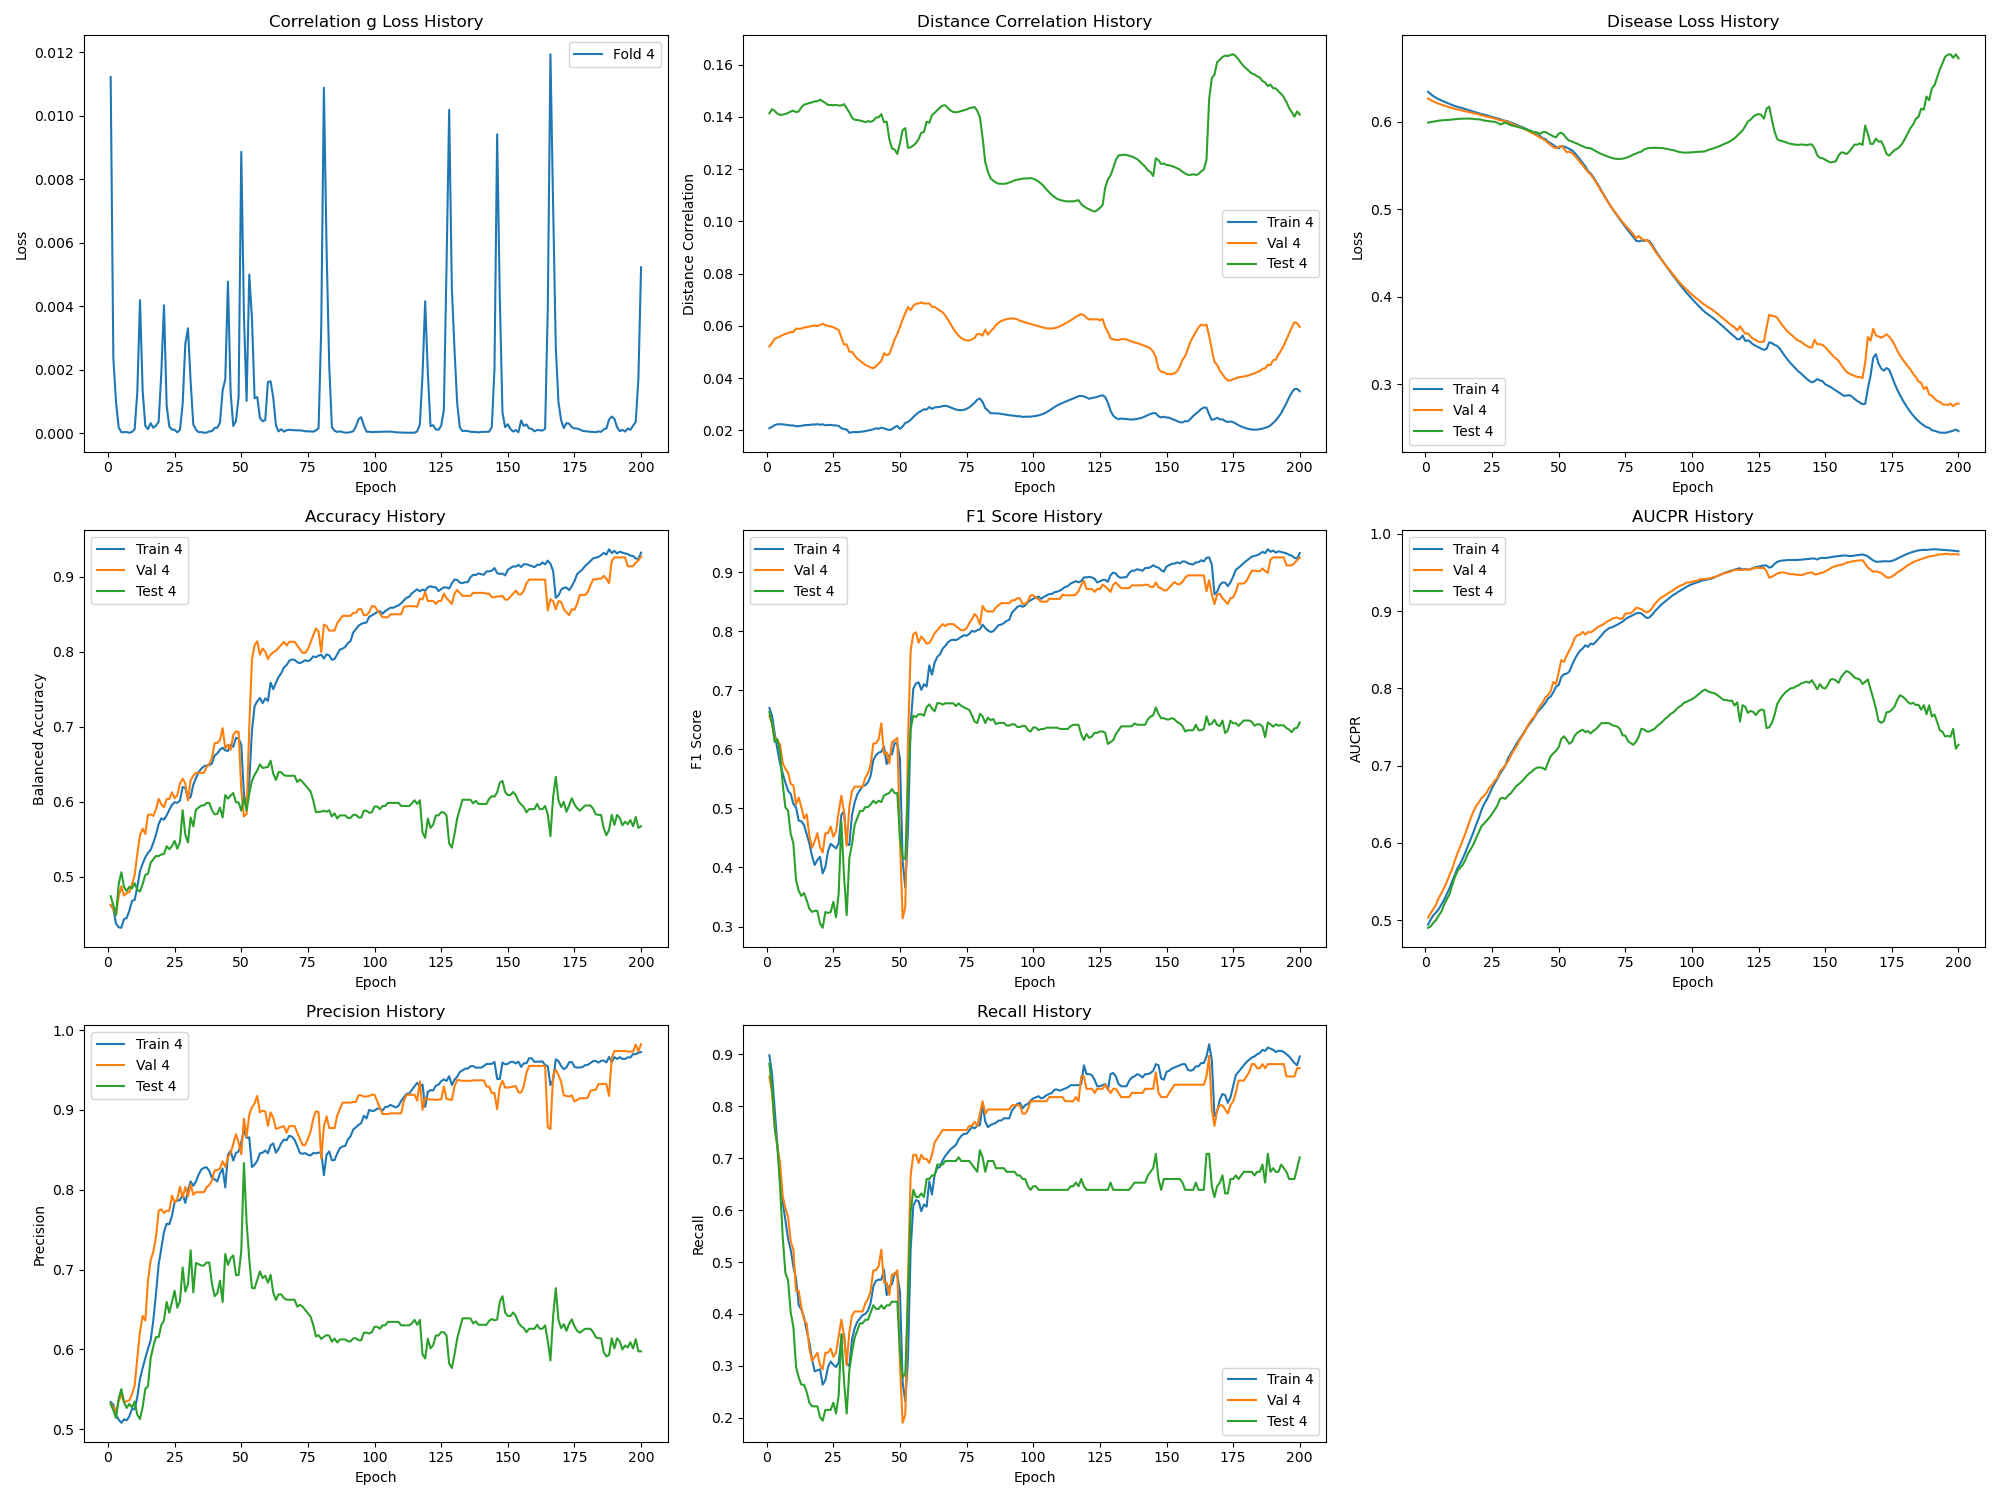 Correlation g Loss History
Loss
0.012
0.010
0.008
0.006
0.004
0.002
0.000
Fold 4
0 25 50 75 100 125 150 175 200
Epoch
Distance Correlation History
Distance Correlation
0.16
0.14
0.12
0.10
0.08
0.06
0.04
0.02
Train 4
Val 4
Test 4
0 25 50 75 100 125 150 175 200
Epoch
Disease Loss History
Loss
0.6
0.5
0.4
0.3
Train 4
Val 4
Test 4
0 25 50 75 100 125 150 175 200
Epoch
Accuracy History
Balanced Accuracy
0.9
0.8
0.7
0.6
0.5
Train 4
Val 4
Test 4
0 25 50 75 100 125 150 175 200
Epoch
F1 Score History
F1 Score
0.9
0.8
0.7
0.6
0.5
0.4
0.3
Train 4
Val 4
Test 4
0 25 50 75 100 125 150 175 200
Epoch
AUCPR History
AUCPR
1.0
0.9
0.8
0.7
0.6
0.5
Train 4
Val 4
Test 4
0 25 50 75 100 125 150 175 200
Epoch
Precision History
Precision
1.0
0.9
0.8
0.7
0.6
0.5
Train 4
Val 4
Test 4
0 25 50 75 100 125 150 175 200
Epoch
Recall History
Recall
0.9
0.8
0.7
0.6
0.5
0.4
0.3
0.2
Train 4
Val 4
Test 4
0 25 50 75 100 125 150 175 200
Epoch